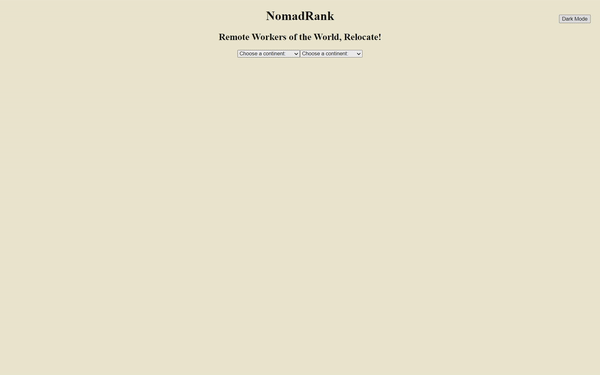 NomadRank
Dark Mode
Remote Workers of the World, Relocate!
Choose a continent Choose a continent